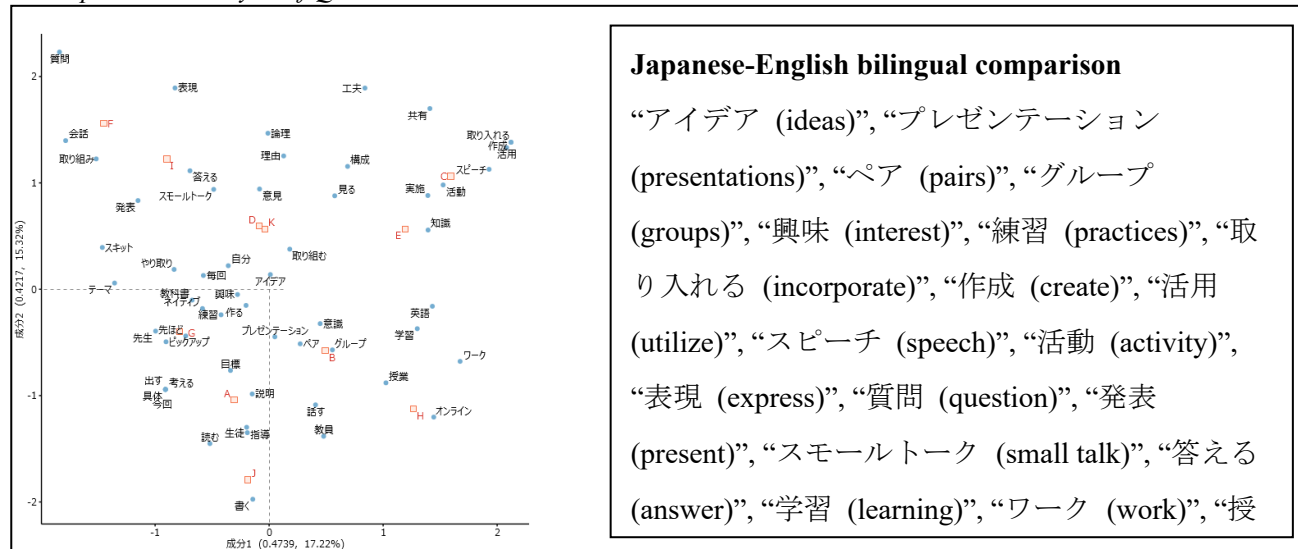 質問
2
表現
工夫
共有
F
会話
論理
取り入れる
作成
活用
取り組み
I
理由
構成
スピーチ
C
答える
1
スモールトーク
意見
見る
実施
活動
発表
D
K
E
知識
スキット
取り組む
やり取り
自分
毎回
アイデア
0
テーマ
教科書
興味
ネイティブ
練習
作る
英語
意識
プレゼンテーション
学習
先生
先ほど
G
ピックアップ
ペア
グループ
B
ワーク
目標
授業
出す
考える
具体
今回
A
説明
-1
話す
H
オンライン
生徒
指導
教員
読む
J
-2
書く
-1
0
1
2
成分1 (0.4739, 17.22%)
成分2 (0.4217, 15.32%)
Japanese-English bilingual comparison
“アイデア (ideas)”, “プレゼンテーション
(presentations)”, “ペア (pairs)”, “グループ
(groups)”, “興味 (interest)”, “練習 (practices)”, “取
り入れる (incorporate)”, “作成 (create)”, “活用
(utilize)”, “スピーチ (speech)”, “活動 (activity)”,
“表現 (express)”, “質問 (question)”, “発表
(present)”, “スモールトーク (small talk)”, “答える
(answer)”, “学習 (learning)”, “ワーク (work)”, “授